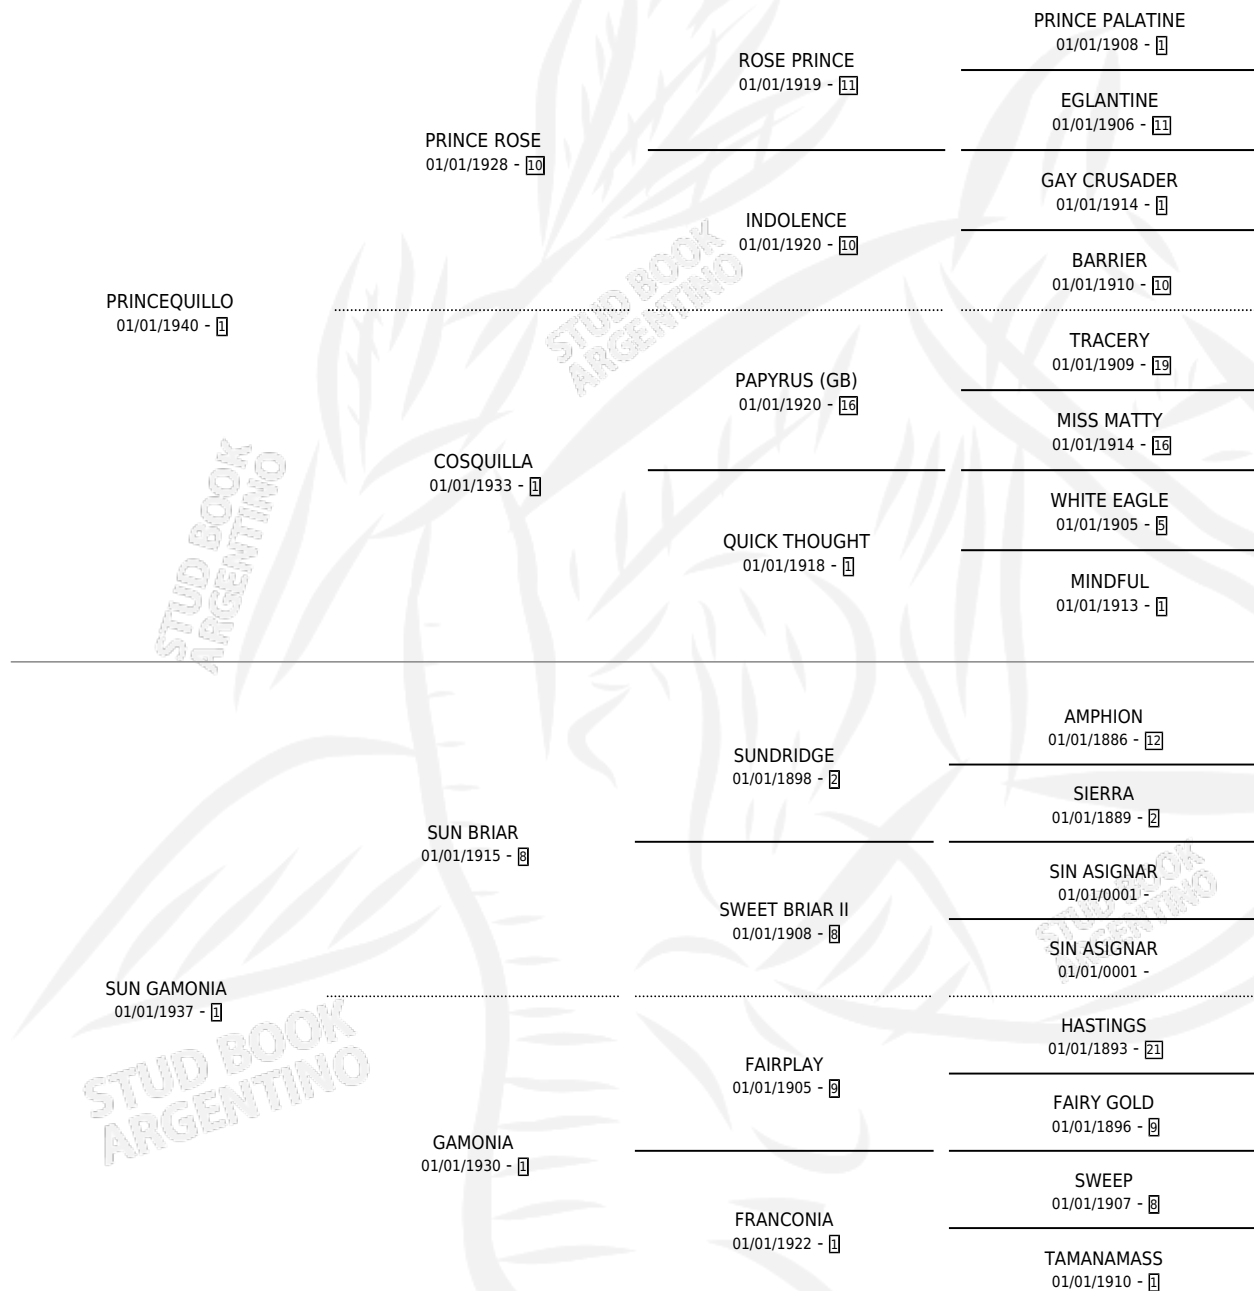 PRINCE PALATINE
01/01/1908 - 1
ROSE PRINCE
01/01/1919 - 11
EGLANTINE
01/01/1906 - 11
PRINCE ROSE
01/01/1928 - 10
GAY CRUSADER
01/01/1914 - 1
INDOLENCE
01/01/1920 - 10
BARRIER
01/01/1910 - 10
PRINCEQUILLO
01/01/1940 - 1
TRACERY
01/01/1909 - 19
PAPYRUS (GB)
01/01/1920 - 16
MISS MATTY
01/01/1914 - 16
COSQUILLA
01/01/1933 - 1
WHITE EAGLE
01/01/1905 - 5
QUICK THOUGHT
01/01/1918 - 1
MINDFUL
01/01/1913 - 1
AMPHION
01/01/1886 - 12
SUNDRIDGE
01/01/1898 - 2
SIERRA
01/01/1889 - 2
SUN BRIAR
01/01/1915 - 8
SIN ASIGNAR
01/01/0001 -
SWEET BRIAR II
01/01/1908 - 8
SIN ASIGNAR
01/01/0001 -
SUN GAMONIA
01/01/1937 - 1
HASTINGS
01/01/1893 - 21
FAIRPLAY
01/01/1905 - 9
FAIRY GOLD
01/01/1896 - 9
GAMONIA
01/01/1930 - 1
SWEEP
01/01/1907 - 8
FRANCONIA
01/01/1922 - 1
TAMANAMASS
01/01/1910 - 1
STUD BOOK
ARGENTINO
STUD BOOK
ARGENTINO
STUD BOOK
ARGENTINO
STUD BOOK
ARGENTINO